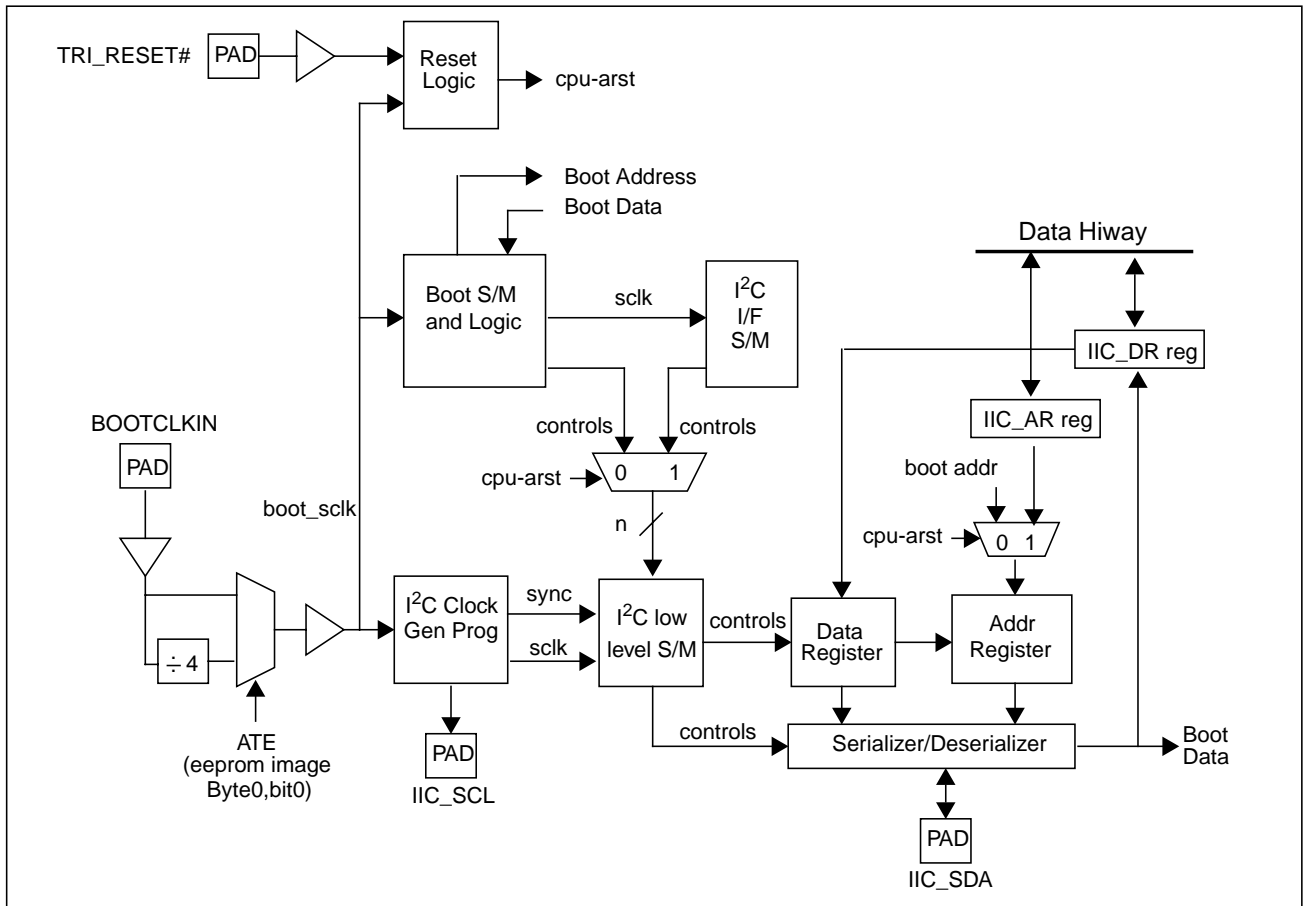 TRI_RESET#
PAD
Reset
Logic
cpu-arst
Boot Address
Boot Data
Data Hiway
Boot S/M
and Logic
sclk
I²C
I/F
S/M
IIC_DR reg
IIC_AR reg
BOOTCLKIN
PAD
controls
controls
cpu-arst
0 1
boot addr
boot_sclk
n
cpu-arst
0 1
÷ 4
I²C Clock
Gen Prog
sync
sclk
I²C low
level S/M
controls
Data
Register
Addr
Register
ATE
(eeprom image
Byte0,bit0)
PAD
IIC_SCL
controls
Serializer/Deserializer
Boot
Data
PAD
IIC_SDA